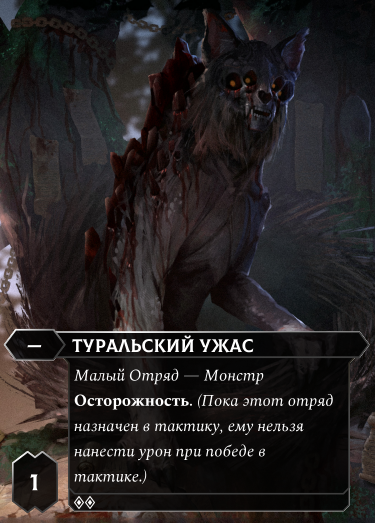 — ТУРАЛЬСКИЙ УЖАС
Малый Отряд — Монстр
Осторожность. (Пока этот отряд
назначен в тактику, ему нельзя
нанести урон при победе в
тактике.)
1